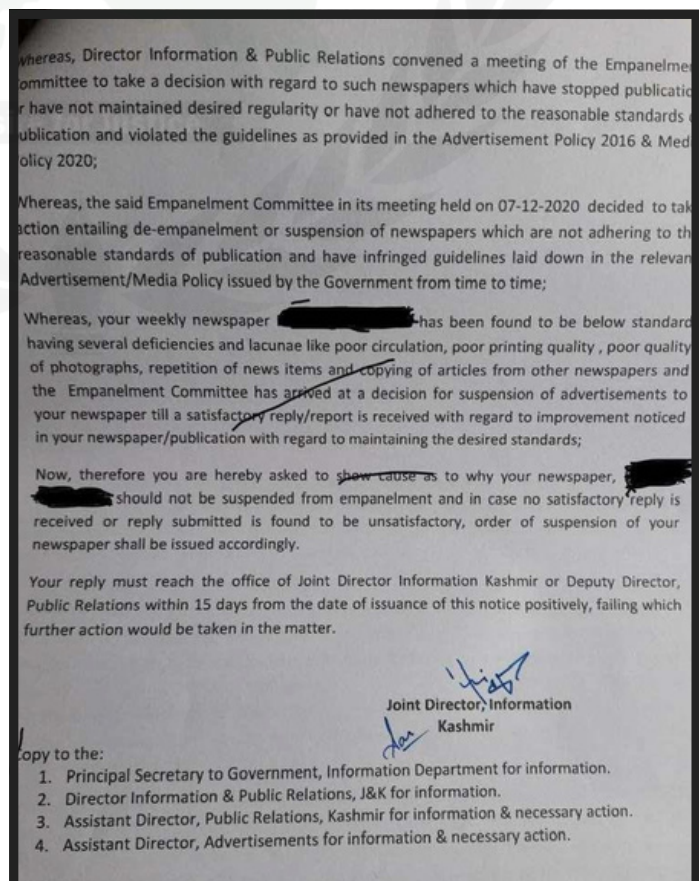 whereas, Director Information & Public Relations convened a meeting of the Empanelme
ommittee to take a decision with regard to such newspapers which have stopped publicatio
r have not maintained desired regularity or have not adhered to the reasonable standards
ublication and violated the guidelines as provided in the Advertisement Policy 2016 & Med
olicy 2020;
Whereas, the said Empanelment Committee in its meeting held on 07-12-2020 decided to tak
action entailing de-empanelment or suspension of newspapers which are not adhering to th
reasonable standards of publication and have infringed guidelines laid down in the relevan
Advertisement/Media Policy issued by the Government from time to time;
Whereas, your weekly newspaper has been found to be below standard
having several deficiencies and lacunae like poor circulation, poor printing quality , poor quality
of photographs, repetition of news items and copying of articles from other newspapers and
the Empanelment Committee has arrived at a decision for suspension of advertisements to
your newspaper till a satisfactory reply/report is received with regard to improvement noticed
in your newspaper/publication with regard to maintaining the desired standards;
Now, therefore you are hereby asked to show cause as to why your newspaper,
should not be suspended from empanelment and in case no satisfactory reply is
received or reply submitted is found to be unsatisfactory, order of suspension of your
newspaper shall be issued accordingly.
Your reply must reach the office of Joint Director Information Kashmir or Deputy Director,
Public Relations within 15 days from the date of issuance of this notice positively, failing which
further action would be taken in the matter.
Joint Director, Information
Kashmir
Copy to the:
1. Principal Secretary to Government, Information Department for information.
2. Director Information & Public Relations, J&K for information.
3. Assistant Director, Public Relations, Kashmir for information & necessary action.
4. Assistant Director, Advertisements for information & necessary action.